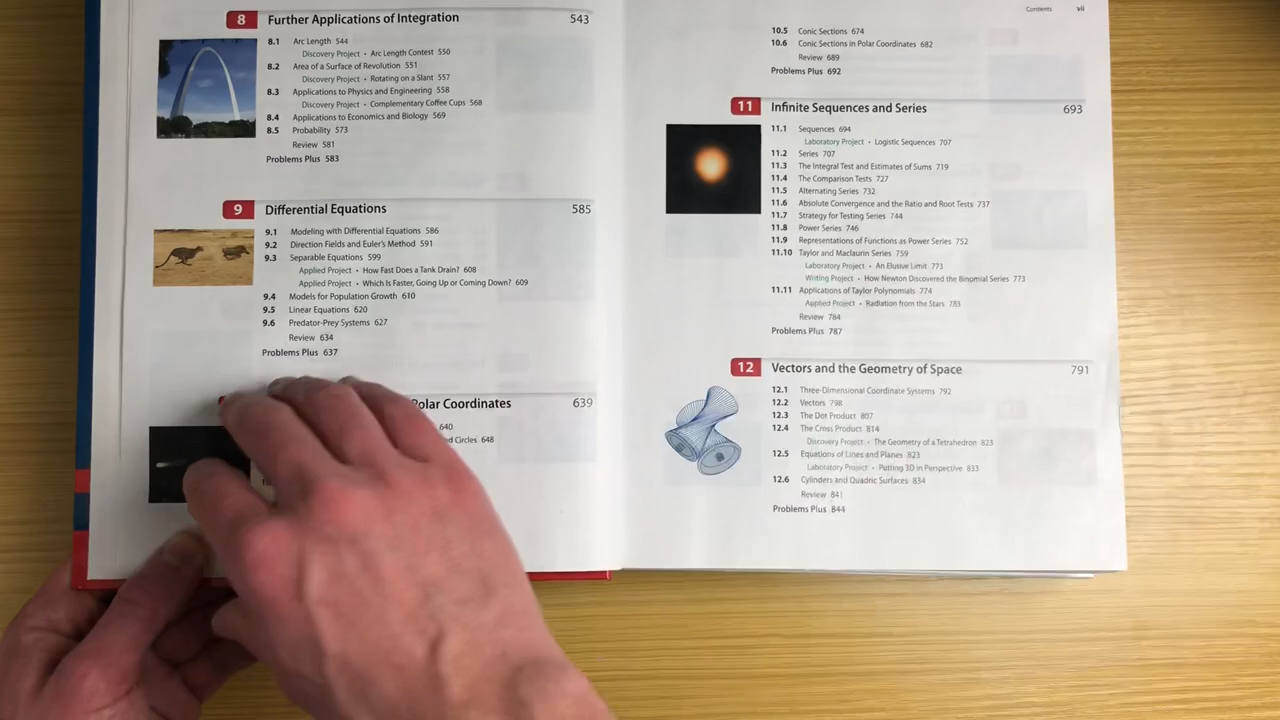 8 Further Applications of Integration 543
8.1 Arc Length 544
Discovery Project • Arc Length Contest 550
8.2 Area of a Surface of Revolution 551
Discovery Project • Rotating on a Slant 557
8.3 Applications to Physics and Engineering 558
Discovery Project • Complementary Coffee Cups 568
8.4 Applications to Economics and Biology 569
8.5 Probability 573
Review 581
Problems Plus 583
9 Differential Equations 585
9.1 Modeling with Differential Equations 586
9.2 Direction Fields and Euler's Method 591
9.3 Separable Equations 599
Applied Project • How Fast Does a Tank Drain? 608
Applied Project • Which Is Faster, Going Up or Coming Down? 609
9.4 Models for Population Growth 610
9.5 Linear Equations 620
9.6 Predator-Prey Systems 627
Review 634
Problems Plus 637
Polar Coordinates 639
640
Circles 648
Contents vii
10.5 Conic Sections 674
10.6 Conic Sections in Polar Coordinates 682
Review 689
Problems Plus 692
11 Infinite Sequences and Series 693
11.1 Sequences 694
Laboratory Project • Logistic Sequences 707
11.2 Series 707
11.3 The Integral Test and Estimates of Sums 719
11.4 The Comparison Tests 727
11.5 Alternating Series 732
11.6 Absolute Convergence and the Ratio and Root Tests 737
11.7 Strategy for Testing Series 744
11.8 Power Series 746
11.9 Representations of Functions as Power Series 752
11.10 Taylor and Maclaurin Series 759
Laboratory Project • An Elusive Limit 773
Writing Project • How Newton Discovered the Binomial Series 773
11.11 Applications of Taylor Polynomials 774
Applied Project • Radiation from the Stars 783
Review 784
Problems Plus 787
12 Vectors and the Geometry of Space 791
12.1 Three-Dimensional Coordinate Systems 792
12.2 Vectors 798
12.3 The Dot Product 807
12.4 The Cross Product 814
Discovery Project • The Geometry of a Tetrahedron 823
12.5 Equations of Lines and Planes 823
Laboratory Project • Putting 3D in Perspective 833
12.6 Cylinders and Quadric Surfaces 834
Review 841
Problems Plus 844